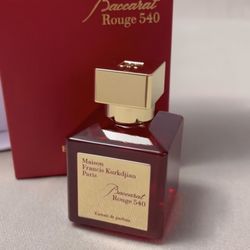 Baccarat
Rouge 540
Maison
Francis Kurkdjian
Paris
Baccarat
Rouge 540
Extrait de parfum